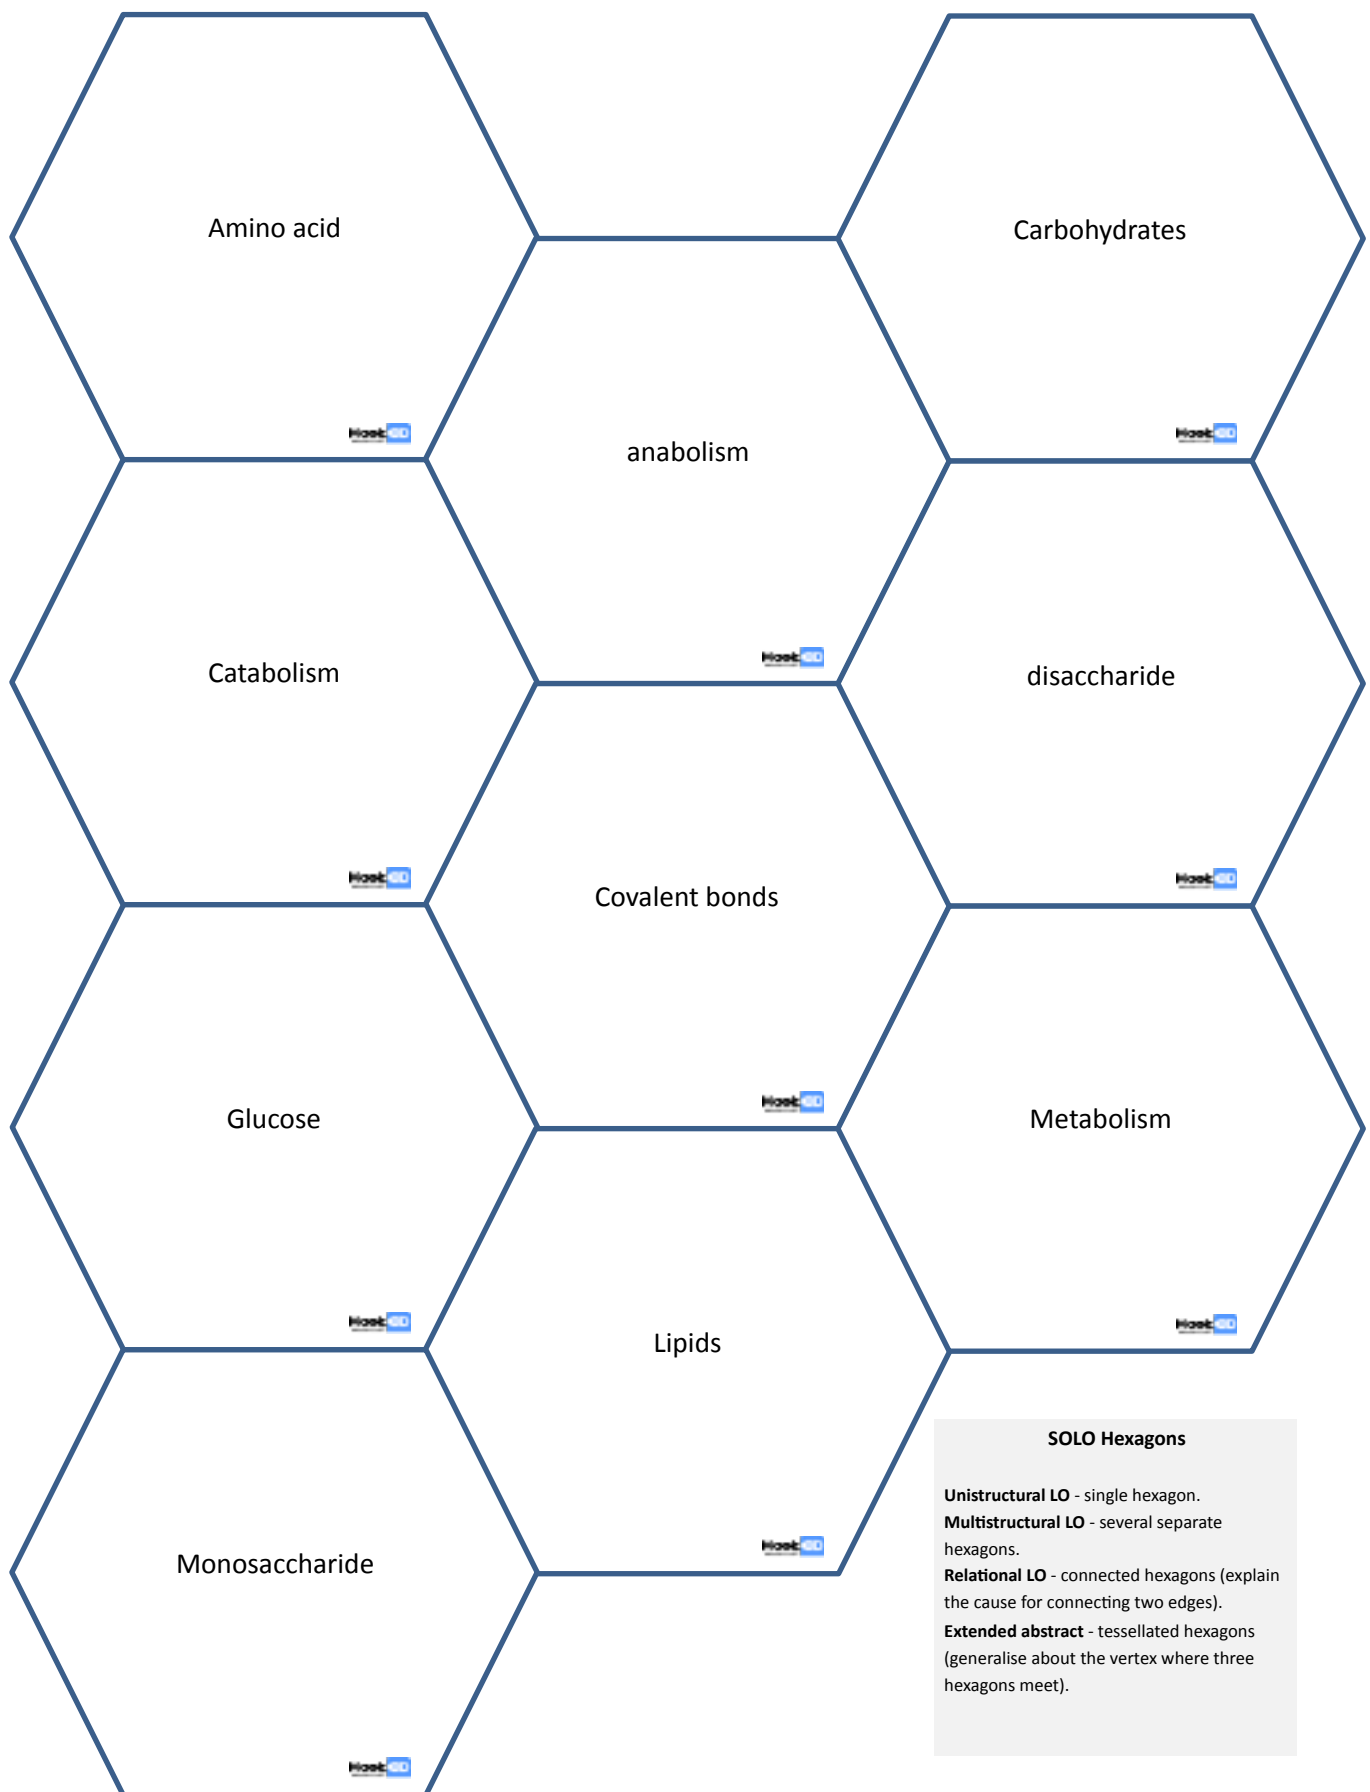 Amino acid
Carbohydrates
anabolism
Catabolism
disaccharide
Covalent bonds
Glucose
Metabolism
Lipids
Monosaccharide
SOLO Hexagons
Unistructural LO - single hexagon.
Multistructural LO - several separate
hexagons.
Relational LO - connected hexagons (explain
the cause for connecting two edges).
Extended abstract - tessellated hexagons
(generalise about the vertex where three
hexagons meet).